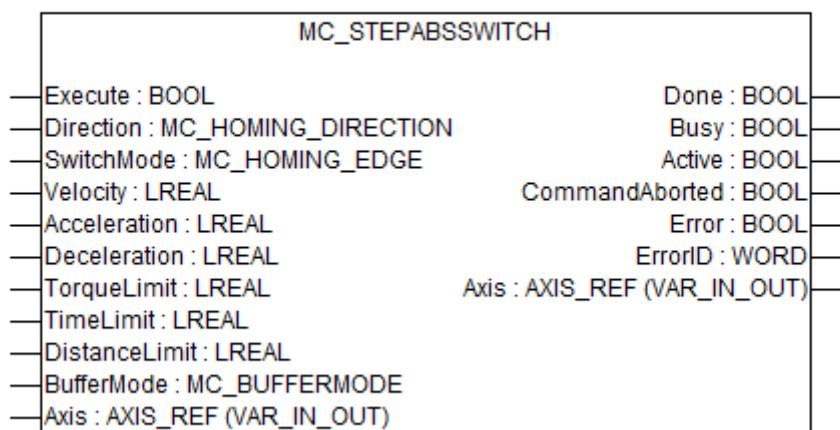 MC_STEPABSSWITCH
Execute : BOOL Done : BOOL
Direction : MC_HOMING_DIRECTION Busy : BOOL
SwitchMode : MC_HOMING_EDGE Active : BOOL
Velocity : LREAL CommandAborted : BOOL
Acceleration : LREAL Error : BOOL
Deceleration : LREAL ErrorID : WORD
TorqueLimit : LREAL Axis : AXIS_REF (VAR_IN_OUT)
TimeLimit : LREAL
DistanceLimit : LREAL
BufferMode : MC_BUFFERMODE
Axis : AXIS_REF (VAR_IN_OUT)